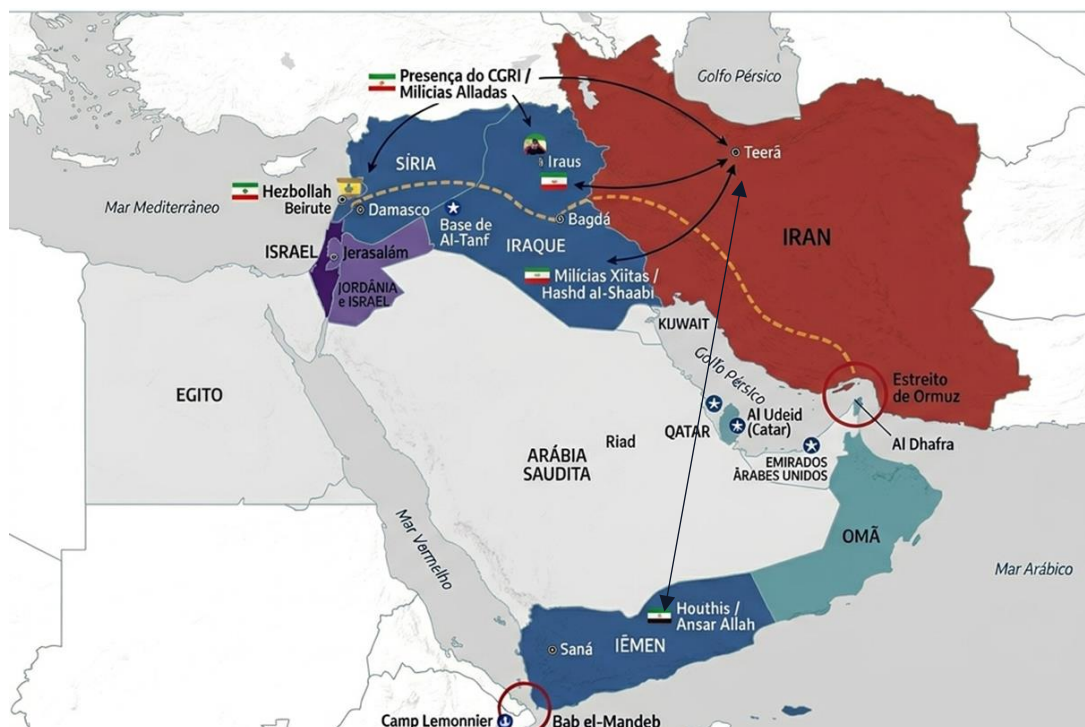 Golfo Pérsico
Presença do CGRI /
Milicias Alladas
SÍRIA
Iraus
Teerã
Hezbollah
Beirute
Damasco
Mar Mediterrâneo
Base de
Al-Tanf
Bagdá
IRAQUE
IRAN
ISRAEL
Jerasalám
JORDÂNIA
e ISRAEL
Milícias Xiitas /
Hashd al-Shaabi
KUWAIT
Golfo Pérsico
Estreito
de Ormuz
EGITO
Al Udeid
(Catar)
QATAR
Riad
Al Dhafra
ARÁBIA
SAUDITA
EMIRADOS
ÂRABES UNIDOS
Mar Vermelho
OMÃ
Mar Arábico
Houthis /
Ansar Allah
Saná
IĒMEN
Camp Lemonnier
Bab el-Mandeb